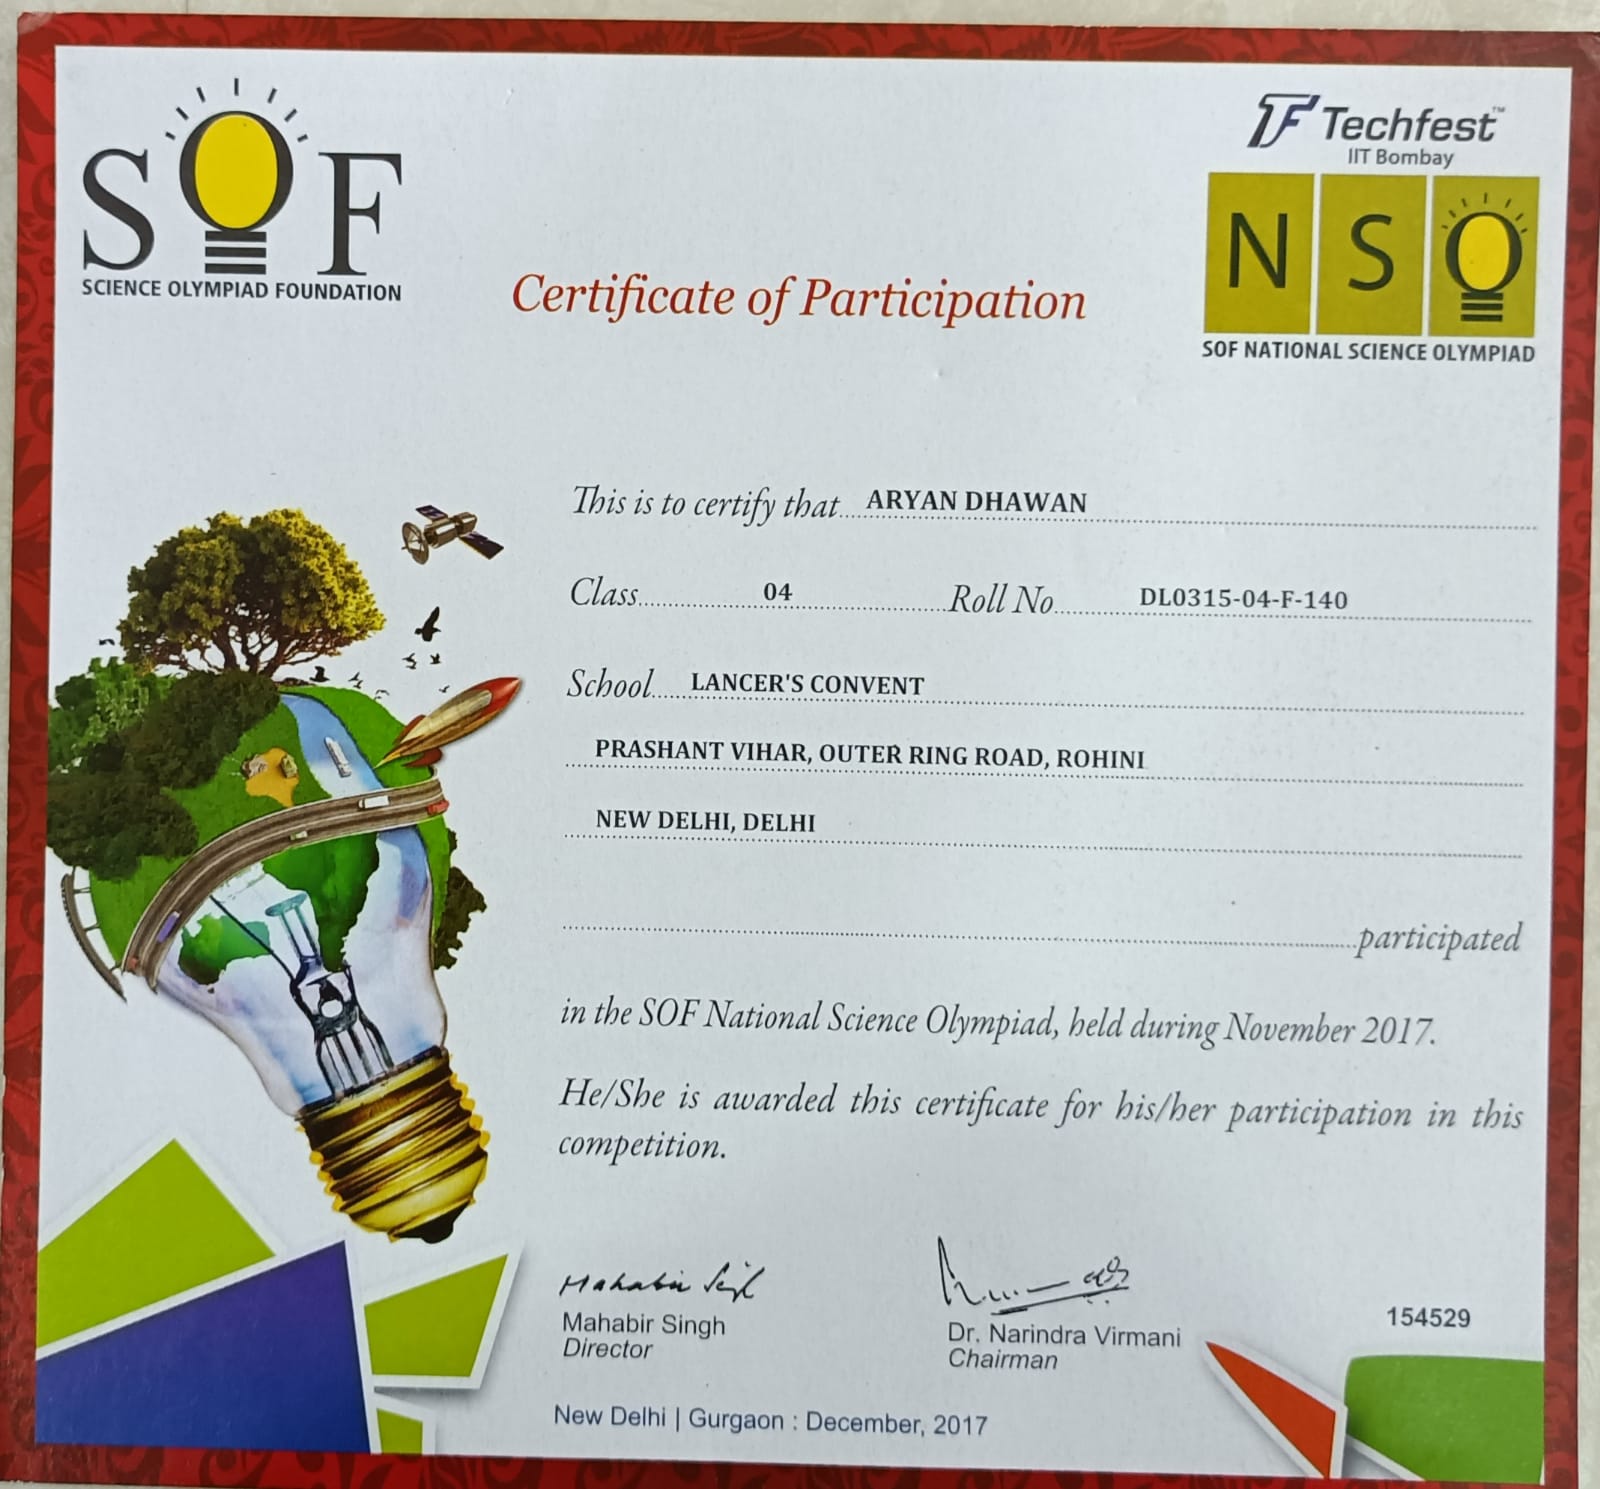 SOF
SCIENCE OLYMPIAD FOUNDATION
TF Techfest™
IIT Bombay
NSO
SOF NATIONAL SCIENCE OLYMPIAD
Certificate of Participation
This is to certify that ARYAN DHAWAN
Class 04 Roll No DL0315-04-F-140
School LANCER'S CONVENT
PRASHANT VIHAR, OUTER RING ROAD, ROHINI
NEW DELHI, DELHI
participated
in the SOF National Science Olympiad, held during November 2017.
He/She is awarded this certificate for his/her participation in this
competition.
Mahabir Singh
Mahabir Singh Dr. Narindra Virmani
Director Chairman
154529
New Delhi | Gurgaon : December, 2017